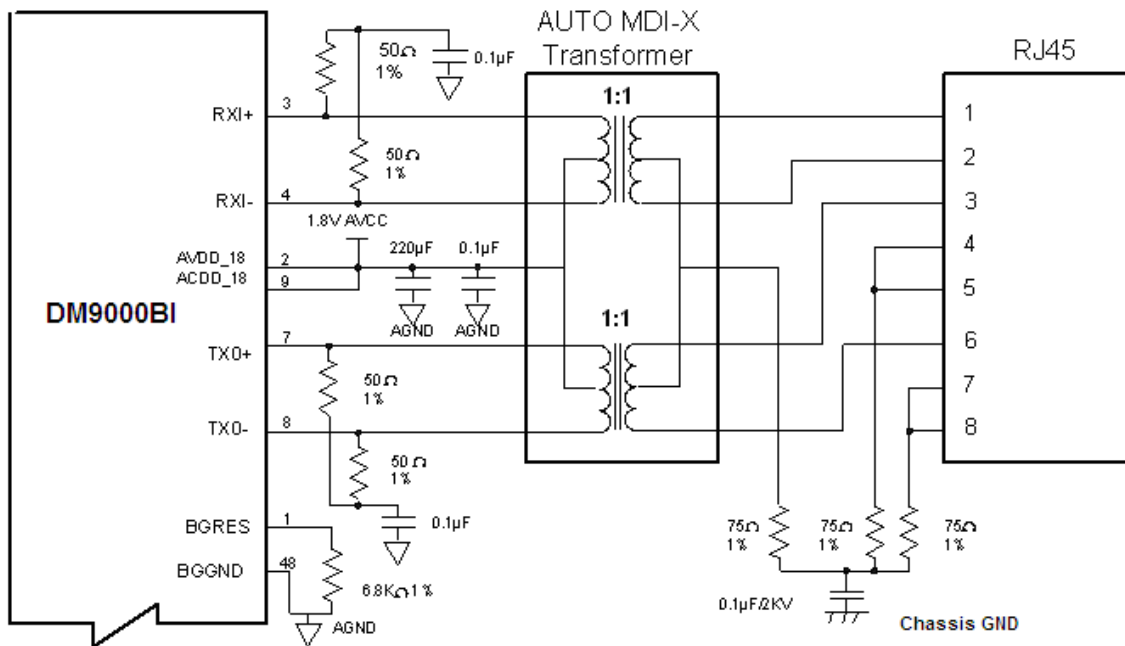 AUTO MDI-X
Transformer
RJ45
50Ω
1%
0.1µF
1:1
RXI+
3
1
50Ω
1%
2
RXI-
4
3
1.8V AVCC
220µF
0.1µF
4
AVDD_18
2
ACDD_18
9
5
DM9000BI
AGND
AGND
1:1
TXO+
7
6
50Ω
1%
7
TXO-
8
8
50Ω
1%
0.1µF
BGRES
1
75Ω
1%
75Ω
1%
75Ω
1%
BGGND
48
6.8KΩ1%
AGND
0.1µF/2KV
Chassis GND